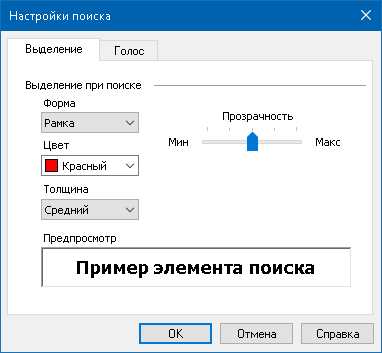 Настройки поиска
Выделение Голос
Выделение при поиске
Форма
Рамка
Прозрачность
Мин Макс
Цвет
Красный
Толщина
Средний
Предпросмотр
Пример элемента поиска
ОК Отмена Справка